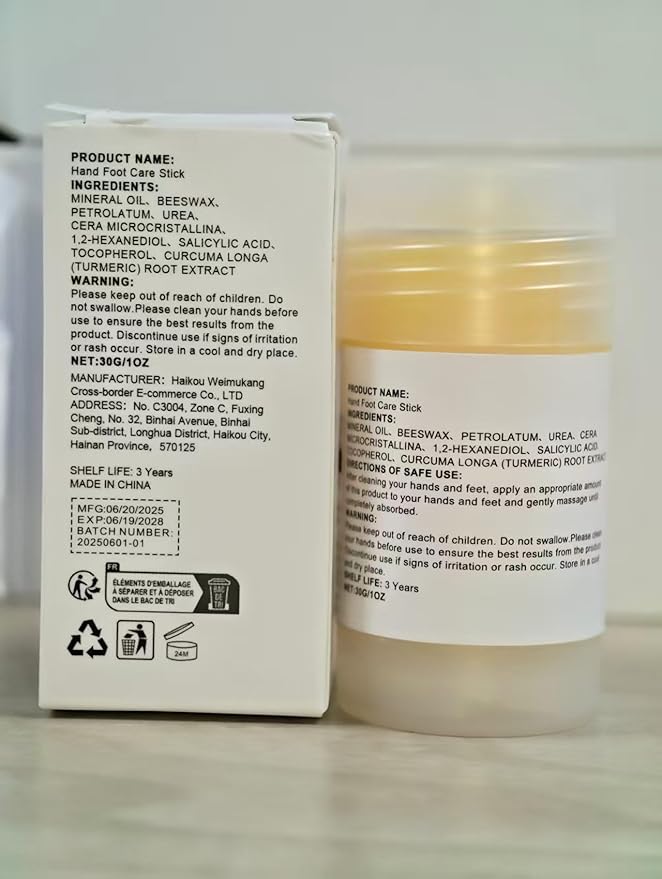 PRODUCT NAME:
Hand Foot Care Stick
INGREDIENTS:
MINERAL OIL、BEESWAX、
PETROLATUM、UREA、
CERA MICROCRISTALLINA、
1,2-HEXANEDIOL、SALICYLIC ACID、
TOCOPHEROL、CURCUMA LONGA
(TURMERIC) ROOT EXTRACT
WARNING:
Please keep out of reach of children. Do
not swallow.Please clean your hands before
use to ensure the best results from the
product. Discontinue use if signs of irritation
or rash occur. Store in a cool and dry place.
NET:30G/1OZ
MANUFACTURER: Haikou Weimukang
Cross-border E-commerce Co., LTD
ADDRESS: No. C3004, Zone C, Fuxing
Cheng, No. 32, Binhai Avenue, Binhai
Sub-district, Longhua District, Haikou City,
Hainan Province, 570125
SHELF LIFE: 3 Years
MADE IN CHINA
MFG:06/20/2025
EXP:06/19/2028
BATCH NUMBER:
20250601-01
FR
ÉLÉMENTS D'EMBALLAGE
À SÉPARER ET À DÉPOSER
DANS LE BAC DE TRI
BAC
DE
TRI
24M
PRODUCT NAME:
Hand Foot Care Stick
INGREDIENTS:
MINERAL OIL、BEESWAX、PETROLATUM、UREA、CERA
MICROCRISTALLINA、1,2-HEXANEDIOL、SALICYLIC ACID、
TOCOPHEROL、CURCUMA LONGA (TURMERIC) ROOT EXTRACT
DIRECTIONS OF SAFE USE:
After cleaning your hands and feet, apply an appropriate amount
of this product to your hands and feet and gently massage until
completely absorbed.
WARNING:
Please keep out of reach of children. Do not swallow.Please clean
your hands before use to ensure the best results from the product.
Discontinue use if signs of irritation or rash occur. Store in a cool
and dry place.
SHELF LIFE: 3 Years
NET:30G/1OZ